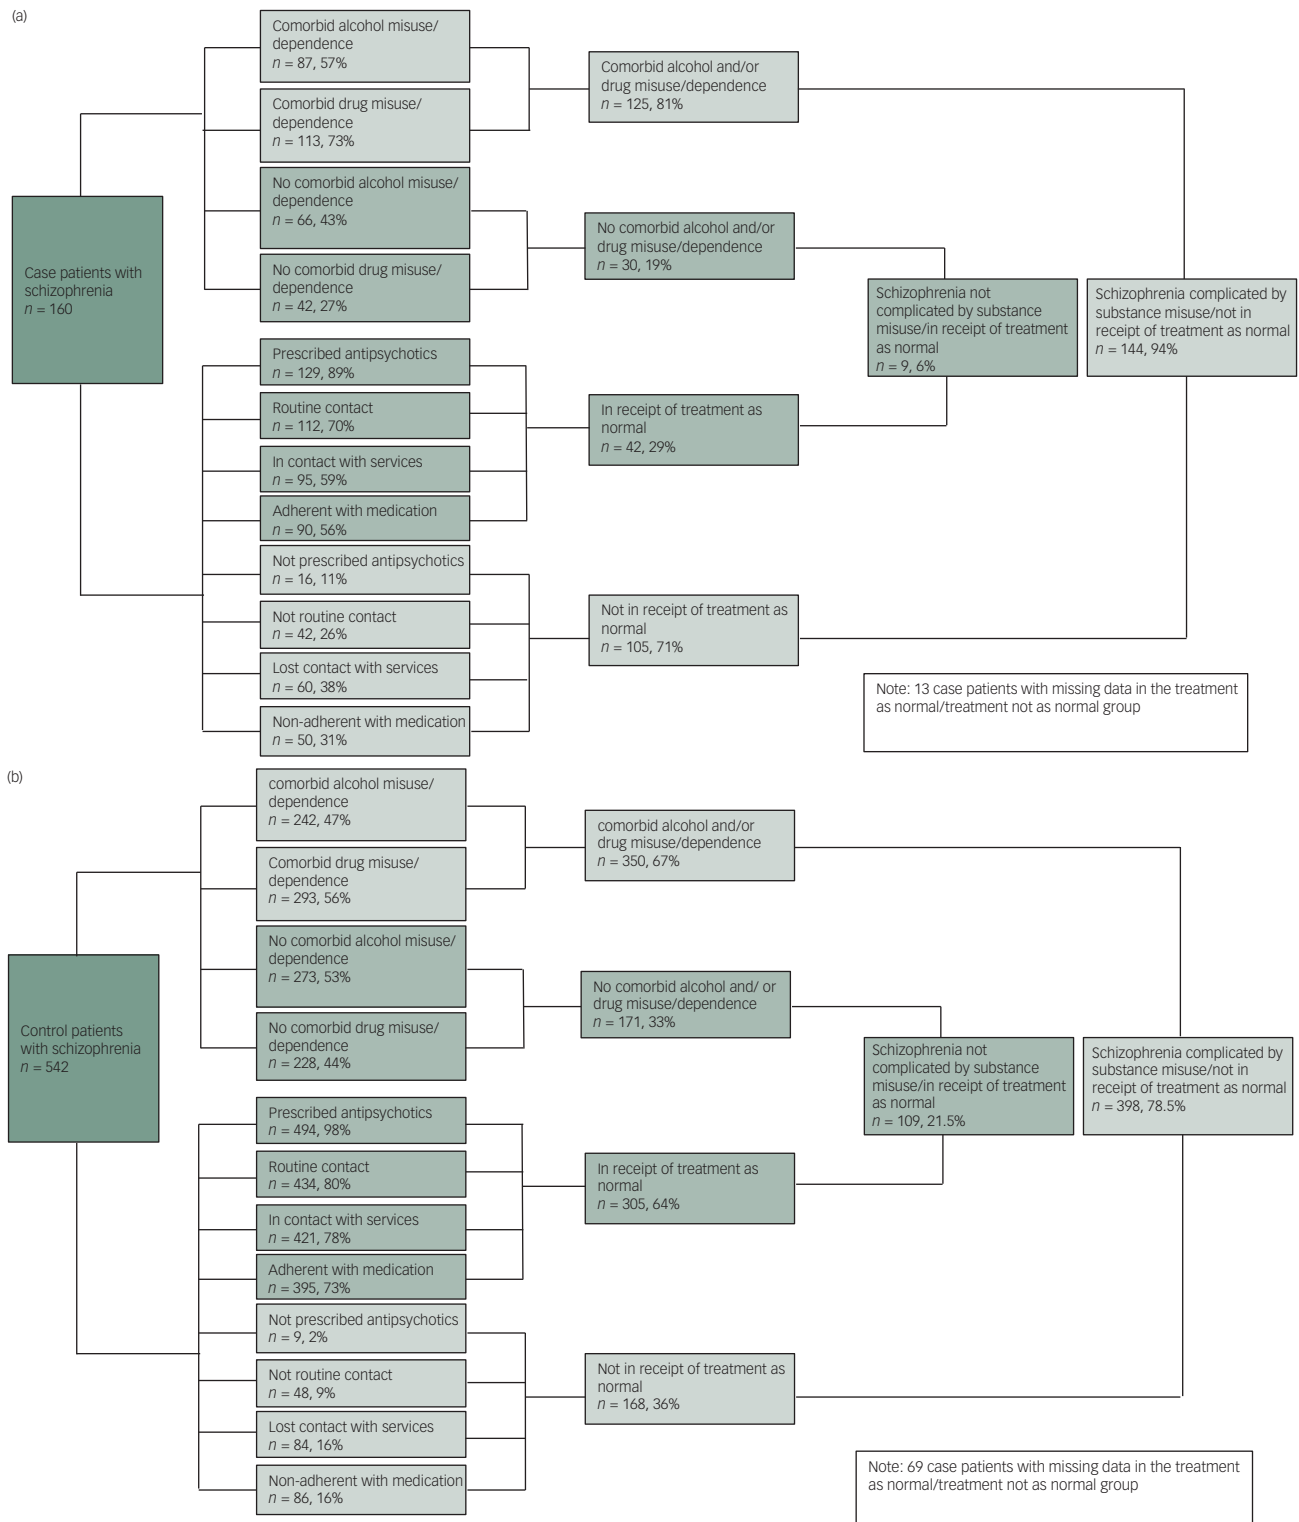 (a)
Comorbid alcohol misuse/
dependence
n = 87, 57%
Comorbid drug misuse/
dependence
n = 113, 73%
No comorbid alcohol misuse/
dependence
n = 66, 43%
No comorbid drug misuse/
dependence
n = 42, 27%
Case patients with
schizophrenia
n = 160
Prescribed antipsychotics
n = 129, 89%
Routine contact
n = 112, 70%
In contact with services
n = 95, 59%
Adherent with medication
n = 90, 56%
Not prescribed antipsychotics
n = 16, 11%
Not routine contact
n = 42, 26%
Lost contact with services
n = 60, 38%
Non-adherent with medication
n = 50, 31%
Comorbid alcohol and/or
drug misuse/dependence
n = 125, 81%
No comorbid alcohol and/or
drug misuse/dependence
n = 30, 19%
In receipt of treatment as
normal
n = 42, 29%
Not in receipt of treatment as
normal
n = 105, 71%
Schizophrenia not
complicated by substance
misuse/in receipt of treatment
as normal
n = 9, 6%
Schizophrenia complicated by
substance misuse/not in
receipt of treatment as normal
n = 144, 94%
Note: 13 case patients with missing data in the treatment
as normal/treatment not as normal group
(b)
comorbid alcohol misuse/
dependence
n = 242, 47%
Comorbid drug misuse/
dependence
n = 293, 56%
No comorbid alcohol misuse/
dependence
n = 273, 53%
No comorbid drug misuse/
dependence
n = 228, 44%
Control patients
with schizophrenia
n = 542
Prescribed antipsychotics
n = 494, 98%
Routine contact
n = 434, 80%
In contact with services
n = 421, 78%
Adherent with medication
n = 395, 73%
Not prescribed antipsychotics
n = 9, 2%
Not routine contact
n = 48, 9%
Lost contact with services
n = 84, 16%
Non-adherent with medication
n = 86, 16%
comorbid alcohol and/or
drug misuse/dependence
n = 350, 67%
No comorbid alcohol and/ or
drug misuse/dependence
n = 171, 33%
In receipt of treatment as
normal
n = 305, 64%
Not in receipt of treatment as
normal
n = 168, 36%
Schizophrenia not
complicated by substance
misuse/in receipt of treatment
as normal
n = 109, 21.5%
Schizophrenia complicated by
substance misuse/not in
receipt of treatment as normal
n = 398, 78.5%
Note: 69 case patients with missing data in the treatment
as normal/treatment not as normal group